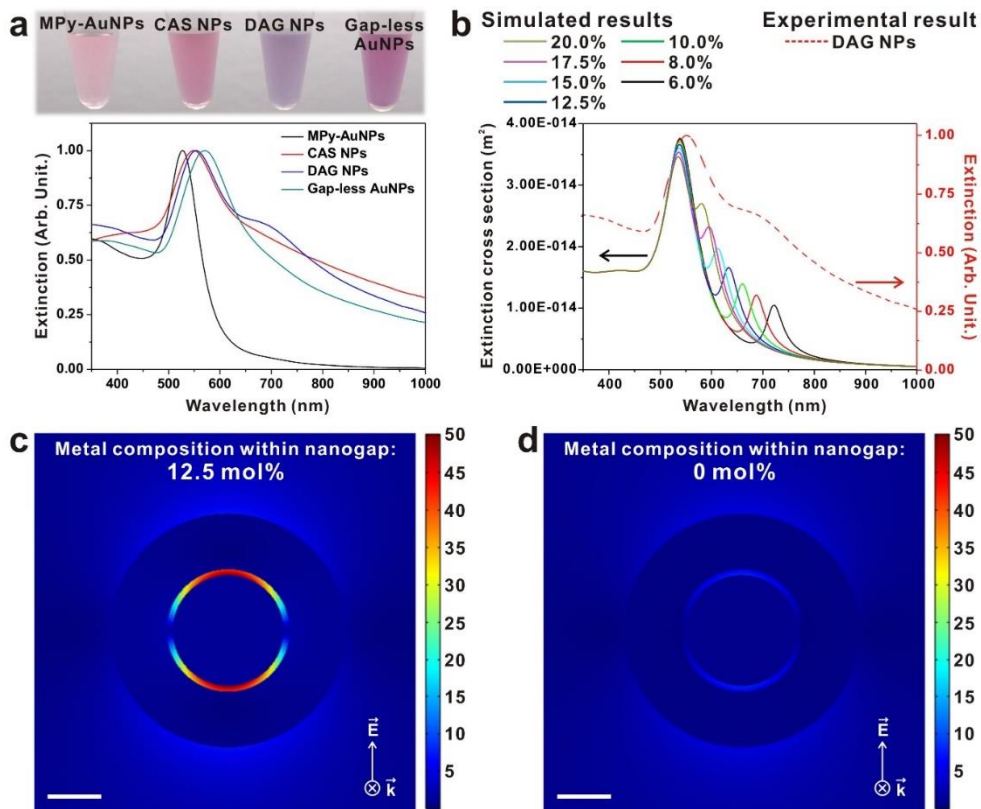 a
MPy-AuNPs CAS NPs DAG NPs Gap-less AuNPs
MPy-AuNPs
CAS NPs
DAG NPs
Gap-less AuNPs
Extinction (Arb. Unit.)
1.00
0.75
0.50
0.25
0.00
400 500 600 700 800 900 1000
Wavelength (nm)
b
Simulated results
Experimental result
20.0% 10.0% DAG NPs
17.5% 8.0%
15.0% 6.0%
12.5%
Extinction cross section (m²)
4.00E-014
3.00E-014
2.00E-014
1.00E-014
0.00E+000
400 500 600 700 800 900 1000
Wavelength (nm)
1.00
0.75
0.50
0.25
0.00
Extinction (Arb. Unit.)
c
Metal composition within nanogap:
12.5 mol%
E
k
50
45
40
35
30
25
20
15
10
5
d
Metal composition within nanogap:
0 mol%
E
k
50
45
40
35
30
25
20
15
10
5